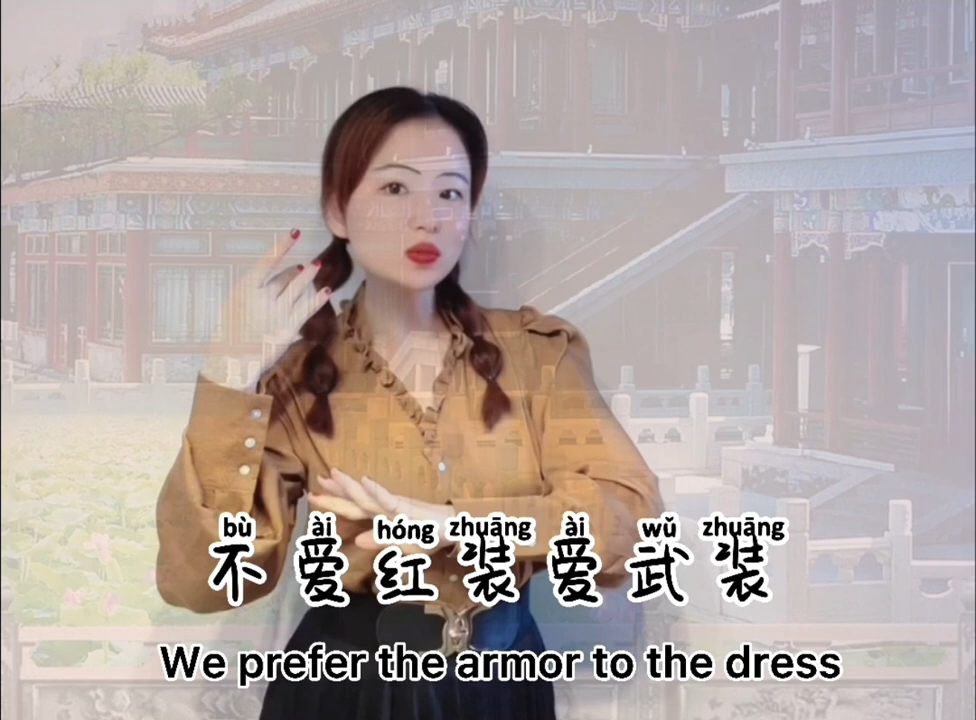 bù ài hóng zhuāng ài wǔ zhuāng
不爱红装爱武装
We prefer the armor to the dress